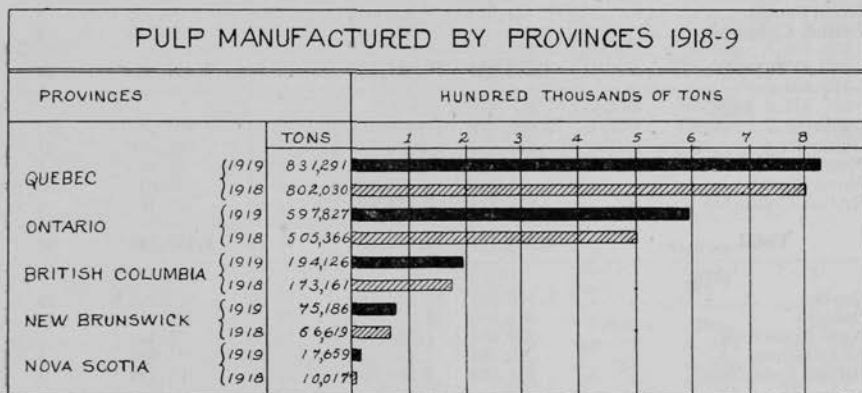 PULP MANUFACTURED BY PROVINCES 1918-9
PROVINCES HUNDRED THOUSANDS OF TONS
TONS 1 2 3 4 5 6 7 8
QUEBEC
1919 831,291
1918 802,030
ONTARIO
1919 597,827
1918 505,366
BRITISH COLUMBIA
1919 194,126
1918 173,161
NEW BRUNSWICK
1919 75,186
1918 66,619
NOVA SCOTIA
1919 17,659
1918 10,017